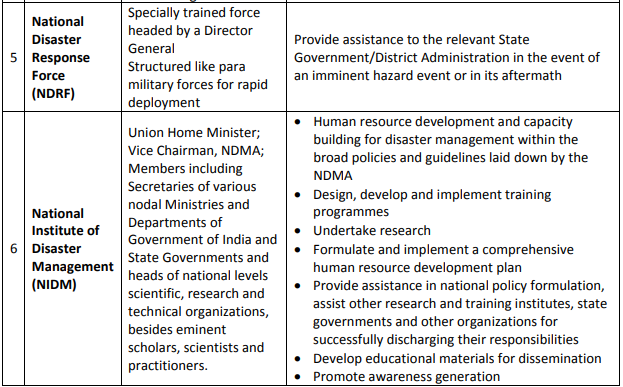 5
National
Disaster
Response
Force
(NDRF)
Specially trained force
headed by a Director
General
Structured like para
military forces for rapid
deployment
Provide assistance to the relevant State
Government/District Administration in the event of
an imminent hazard event or in its aftermath
6
National
Institute of
Disaster
Management
(NIDM)
Union Home Minister;
Vice Chairman, NDMA;
Members including
Secretaries of various
nodal Ministries and
Departments of
Government of India and
State Governments and
heads of national levels
scientific, research and
technical organizations,
besides eminent
scholars, scientists and
practitioners.
• Human resource development and capacity
building for disaster management within the
broad policies and guidelines laid down by the
NDMA
• Design, develop and implement training
programmes
• Undertake research
• Formulate and implement a comprehensive
human resource development plan
• Provide assistance in national policy formulation,
assist other research and training institutes, state
governments and other organizations for
successfully discharging their responsibilities
• Develop educational materials for dissemination
• Promote awareness generation